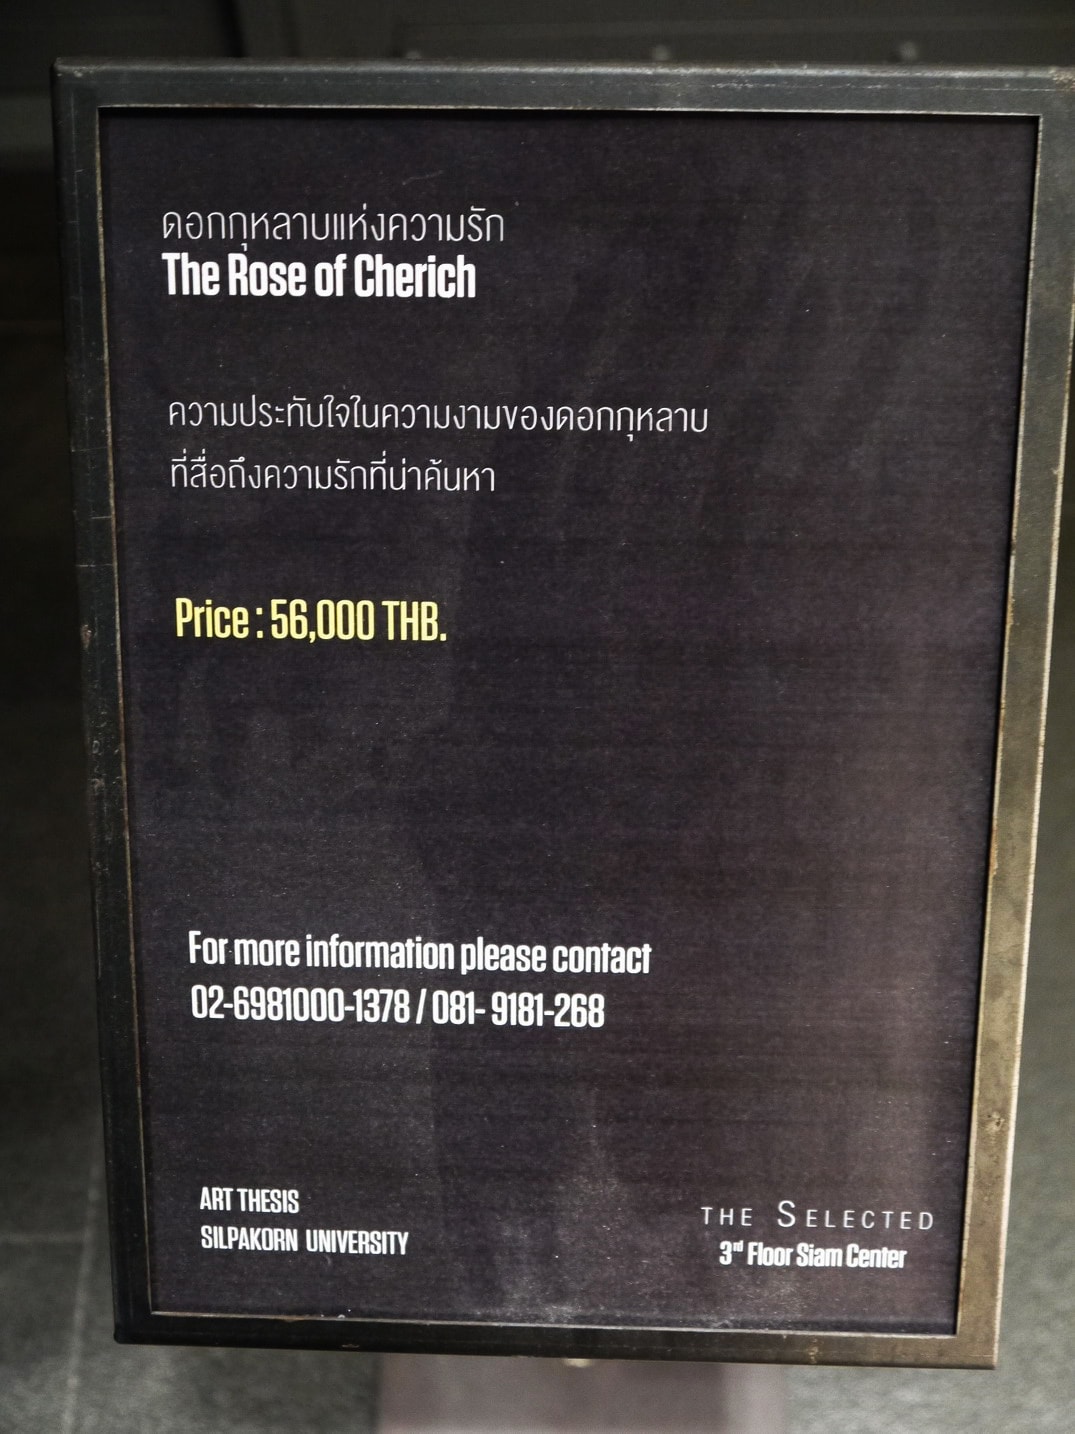 ดอกกุหลาบแห่งความรัก
The Rose of Cherich
ความประทับใจในความงามของดอกกุหลาบ
ที่สื่อถึงความรักที่น่าค้นหา
Price : 56,000 THB.
For more information please contact
02-6981000-1378 / 081- 9181-268
ART THESIS
SILPAKORN UNIVERSITY
THE SELECTED
3rd Floor Siam Center